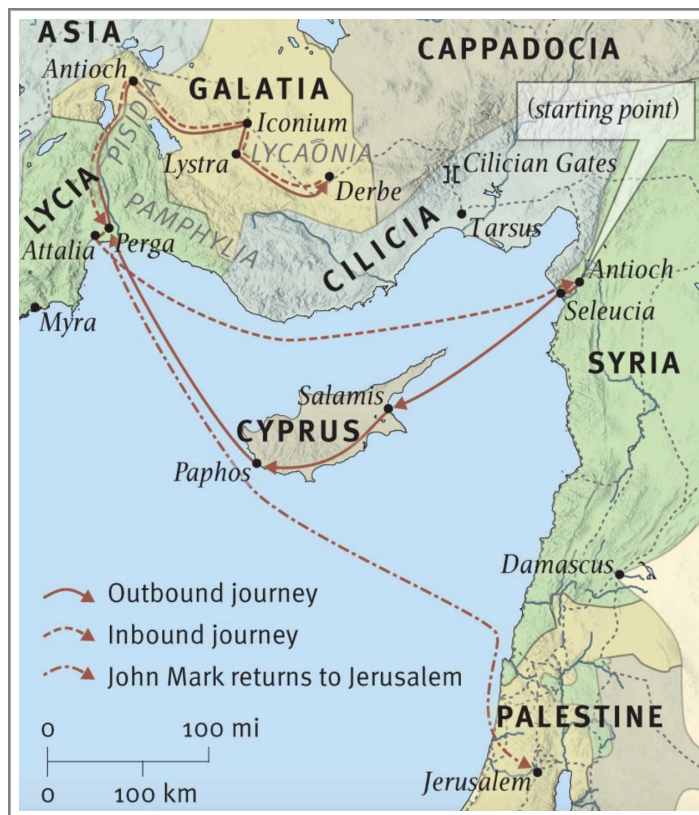 ASIA
CAPPADOCIA
Antioch
GALATIA
(starting point)
PISIDIA
Iconium
LYCAONIA
Lystra
Cilician Gates
Derbe
LYCIA
PAMPHYLIA
CILICIA
Tarsus
Attalia
Perga
Antioch
Seleucia
Myra
SYRIA
Salamis
CYPRUS
Paphos
Damascus
Outbound journey
Inbound journey
John Mark returns to Jerusalem
PALESTINE
0 100 mi
0 100 km
Jerusalem